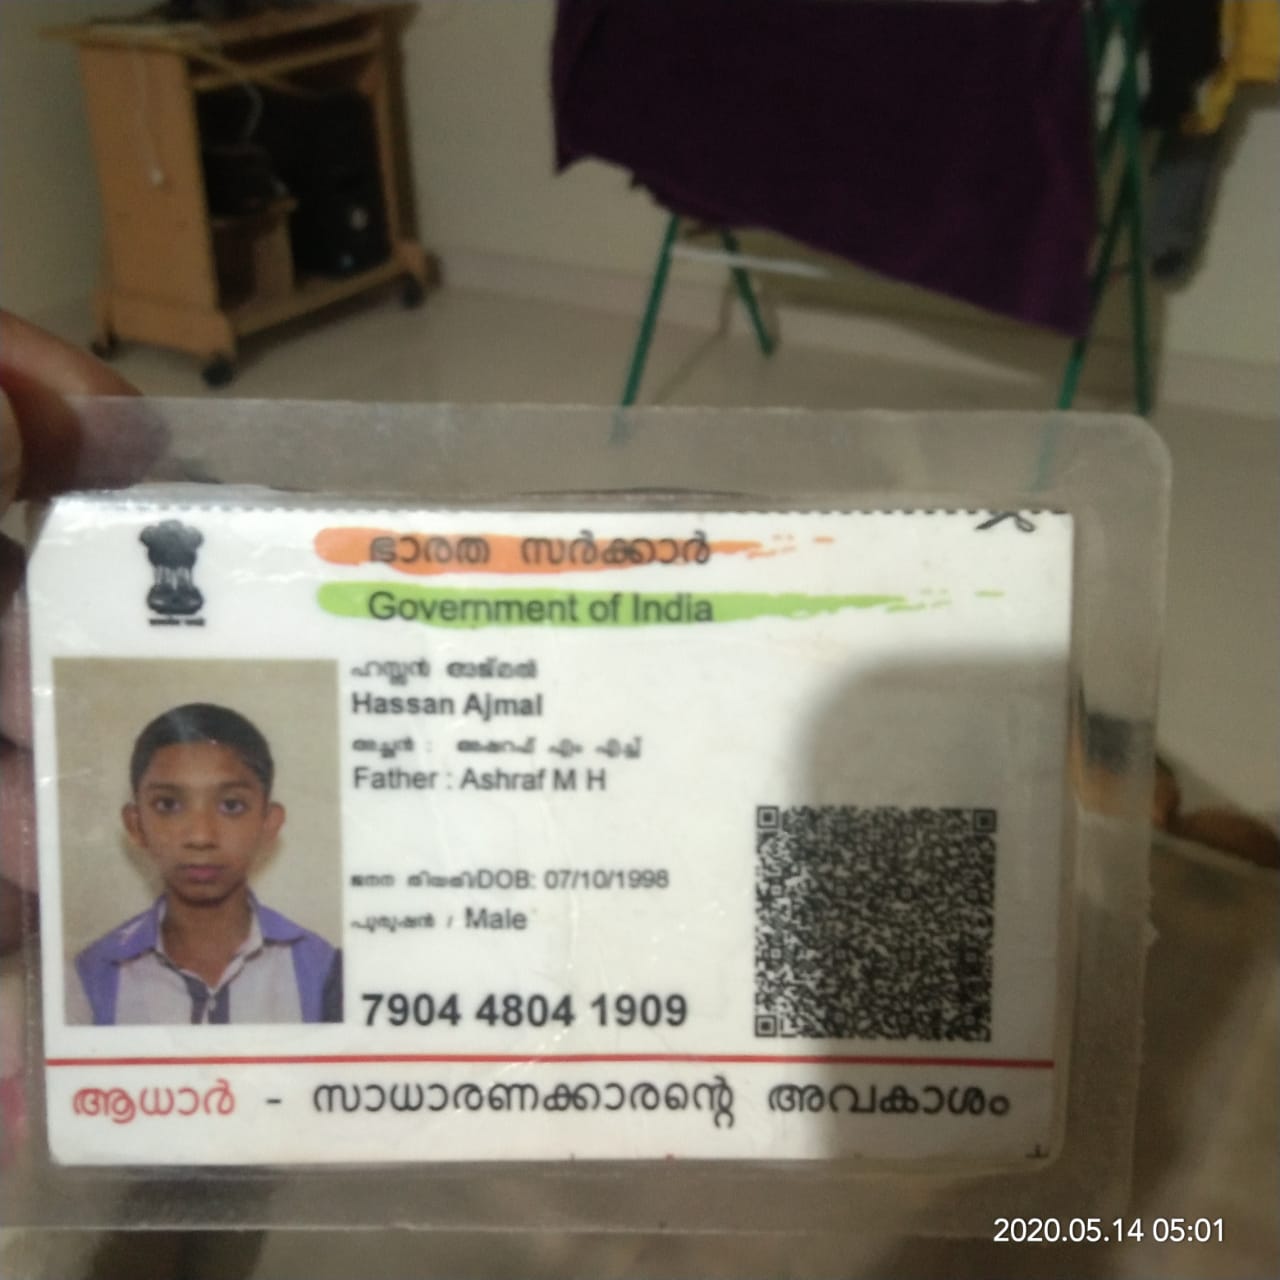 ഭാരത സർക്കാർ
Government of India
ഹസ്സൻ അജ്മൽ
Hassan Ajmal
അച്ഛൻ : അഷറഫ് എം എച്ച്
Father : Ashraf M H
ജനന തിയതി/DOB: 07/10/1998
പുരുഷൻ / Male
7904 4804 1909
ആധാർ - സാധാരണക്കാരന്റെ അവകാശം
2020.05.14 05:01